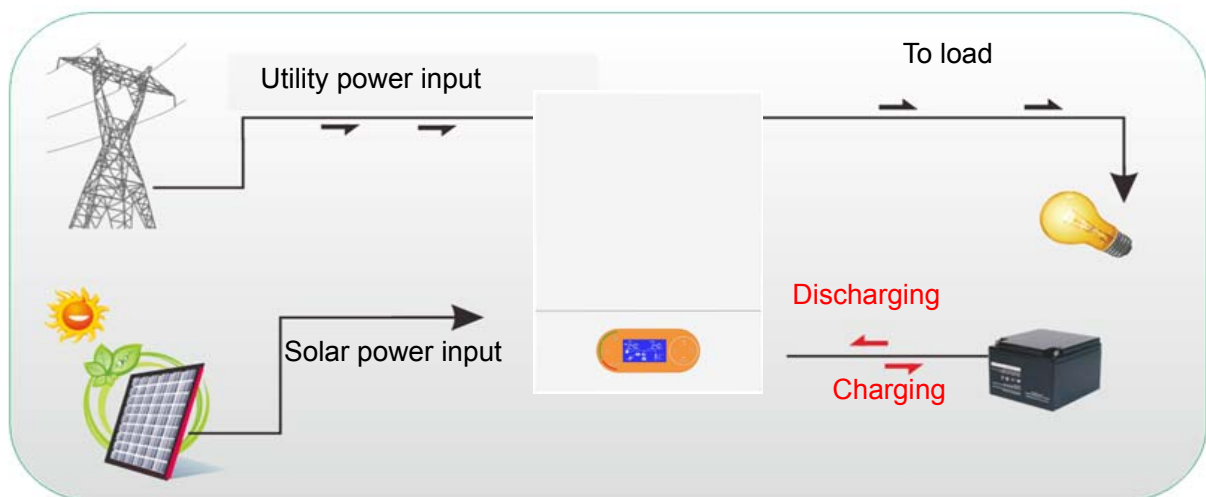 Utility power input
To load
Solar power input
Discharging
Charging